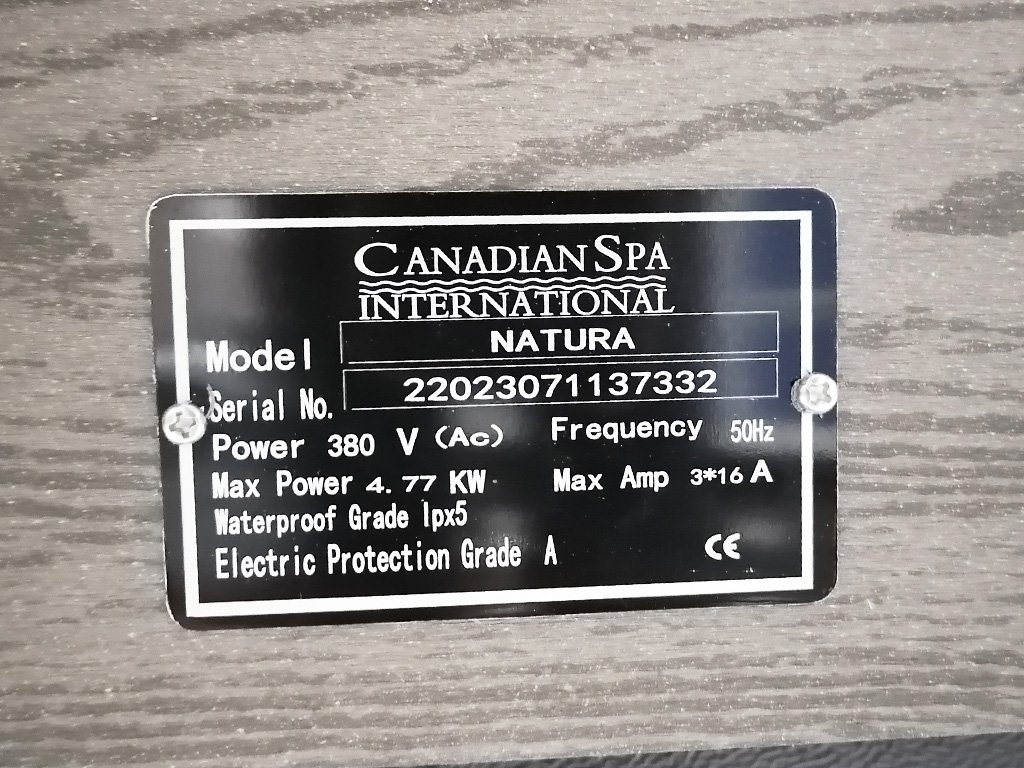 CANADIAN SPA
INTERNATIONAL
Model NATURA
Serial No. 22023071137332
Power 380 V (Ac) Frequency 50Hz
Max Power 4.77 KW Max Amp 3*16 A
Waterproof Grade Ipx5
Electric Protection Grade A CE